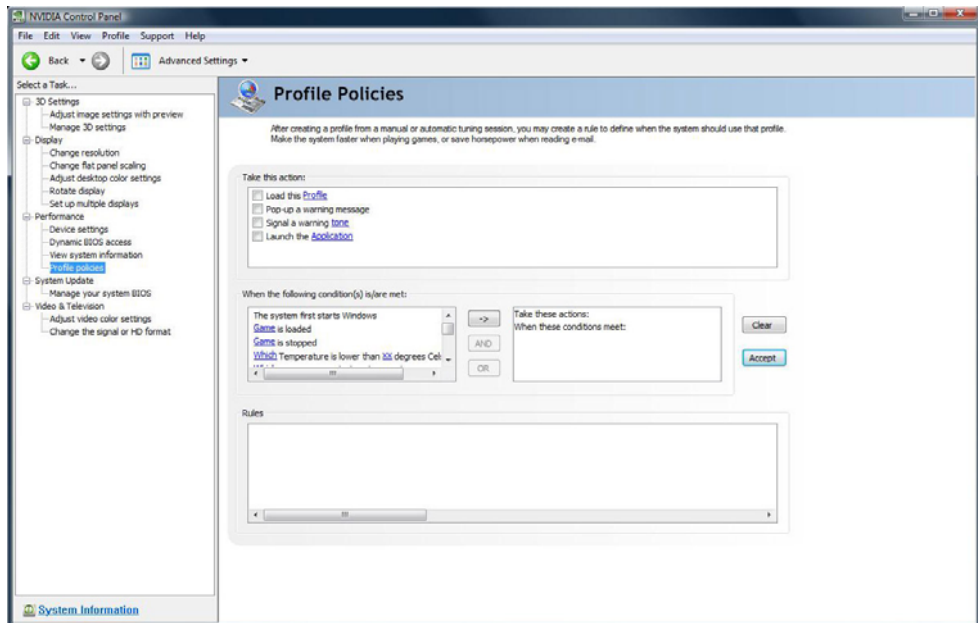 NVIDIA Control Panel
File Edit View Profile Support Help
Back Advanced Settings
Select a Task...
3D Settings
Adjust image settings with preview
Manage 3D settings
Display
Change resolution
Change flat panel scaling
Adjust desktop color settings
Rotate display
Set up multiple displays
Performance
Device settings
Dynamic BIOS access
View system information
Profile policies
System Update
Manage your system BIOS
Video & Television
Adjust video color settings
Change the signal or HD format
System Information
Profile Policies
After creating a profile from a manual or automatic tuning session, you may create a rule to define when the system should use that profile.
Make the system faster when playing games, or save horsepower when reading e-mail.
Take this action:
Load this Profile
Pop-up a warning message
Signal a warning tone
Launch the Application
When the following condition(s) is/are met:
The system first starts Windows
Game is loaded
Game is stopped
Which Temperature is lower than XX degrees Cel
->
AND
OR
Take these actions:
When these conditions meet:
Clear
Accept
Rules